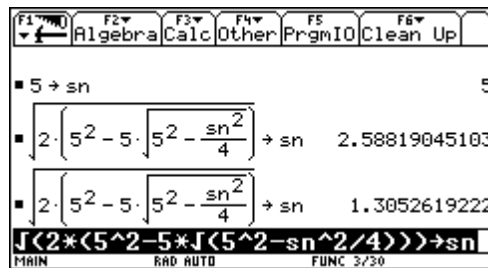 F1 F2 F3 F4 F5 F6
Algebra Calc Other PrgmIO Clean Up
▪ 5 → sn 5
▪ √(2·(5² - 5·√(5² - sn²/4))) → sn 2.58819045103
▪ √(2·(5² - 5·√(5² - sn²/4))) → sn 1.3052619222
√(2*(5^2-5*√(5^2-sn^2/4)))→sn
MAIN RAD AUTO FUNC 3/30